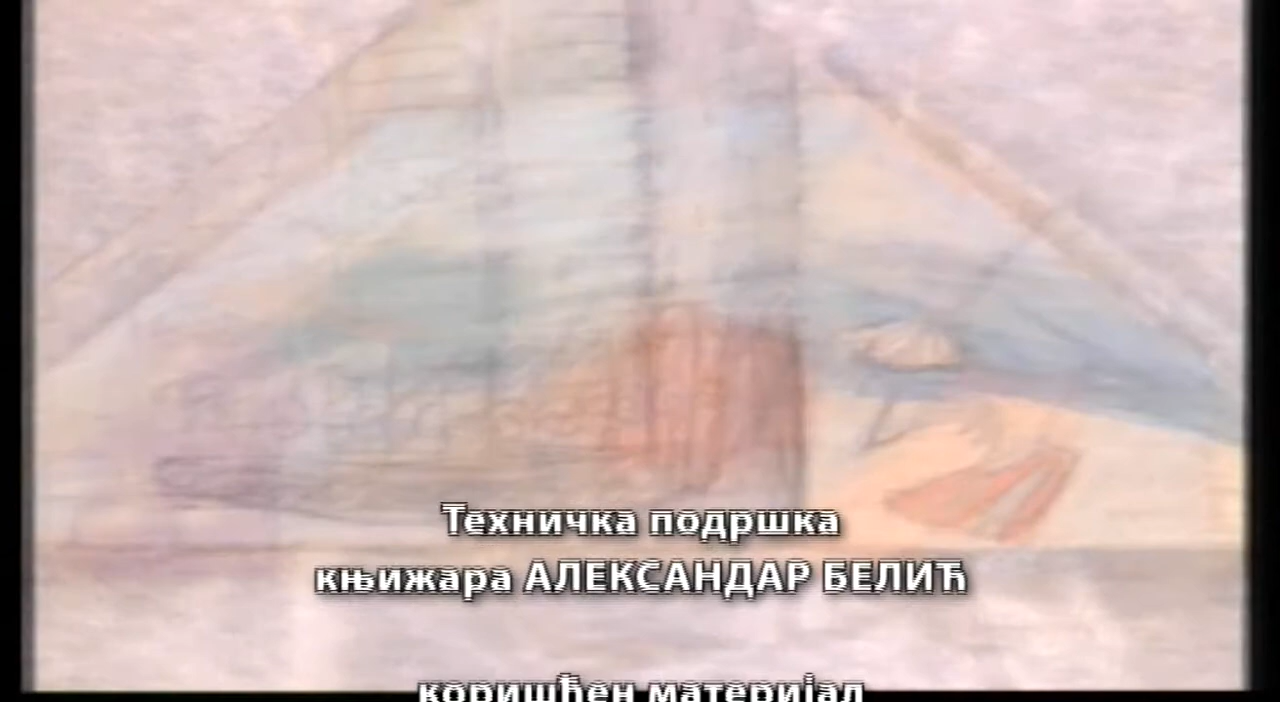 Техничка подршка
књижара АЛЕКСАНДАР БЕЛИЋ
коришћен материјал